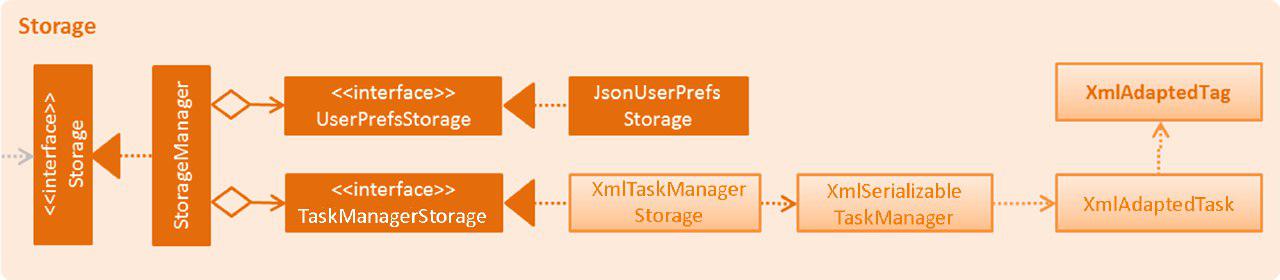 Storage
<<interface>>
Storage
StorageManager
<<interface>>
UserPrefsStorage
JsonUserPrefs
Storage
XmlAdaptedTag
<<interface>>
TaskManagerStorage
XmlTaskManager
Storage
XmlSerializable
TaskManager
XmlAdaptedTask